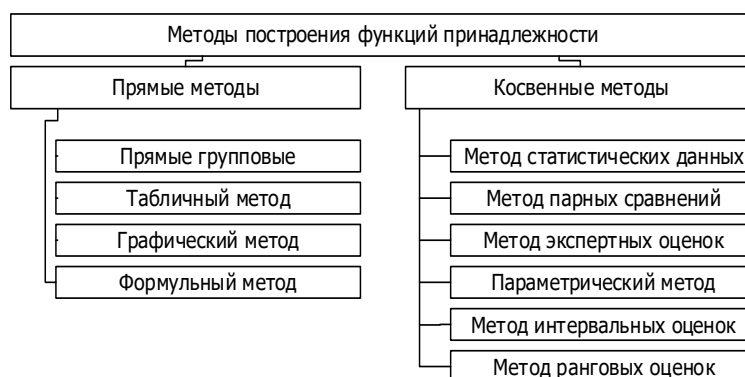 Методы построения функций принадлежности
Прямые методы
Прямые групповые
Табличный метод
Графический метод
Формульный метод
Косвенные методы
Метод статистических данных
Метод парных сравнений
Метод экспертных оценок
Параметрический метод
Метод интервальных оценок
Метод ранговых оценок